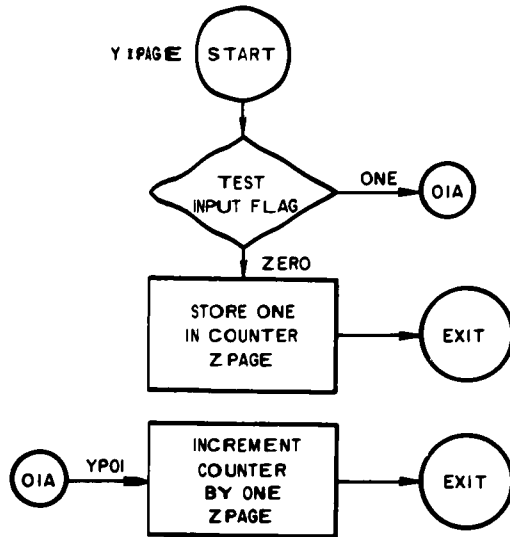 YIPAGE
START
TEST
INPUT FLAG
ONE
01A
ZERO
STORE ONE
IN COUNTER
ZPAGE
EXIT
01A
YP01
INCREMENT
COUNTER
BY ONE
ZPAGE
EXIT